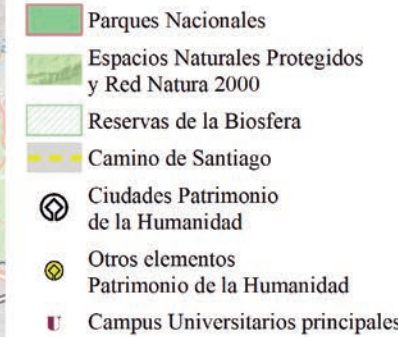 Parques Nacionales
Espacios Naturales Protegidos
y Red Natura 2000
Reservas de la Biosfera
Camino de Santiago
Ciudades Patrimonio
de la Humanidad
Otros elementos
Patrimonio de la Humanidad
U Campus Universitarios principales